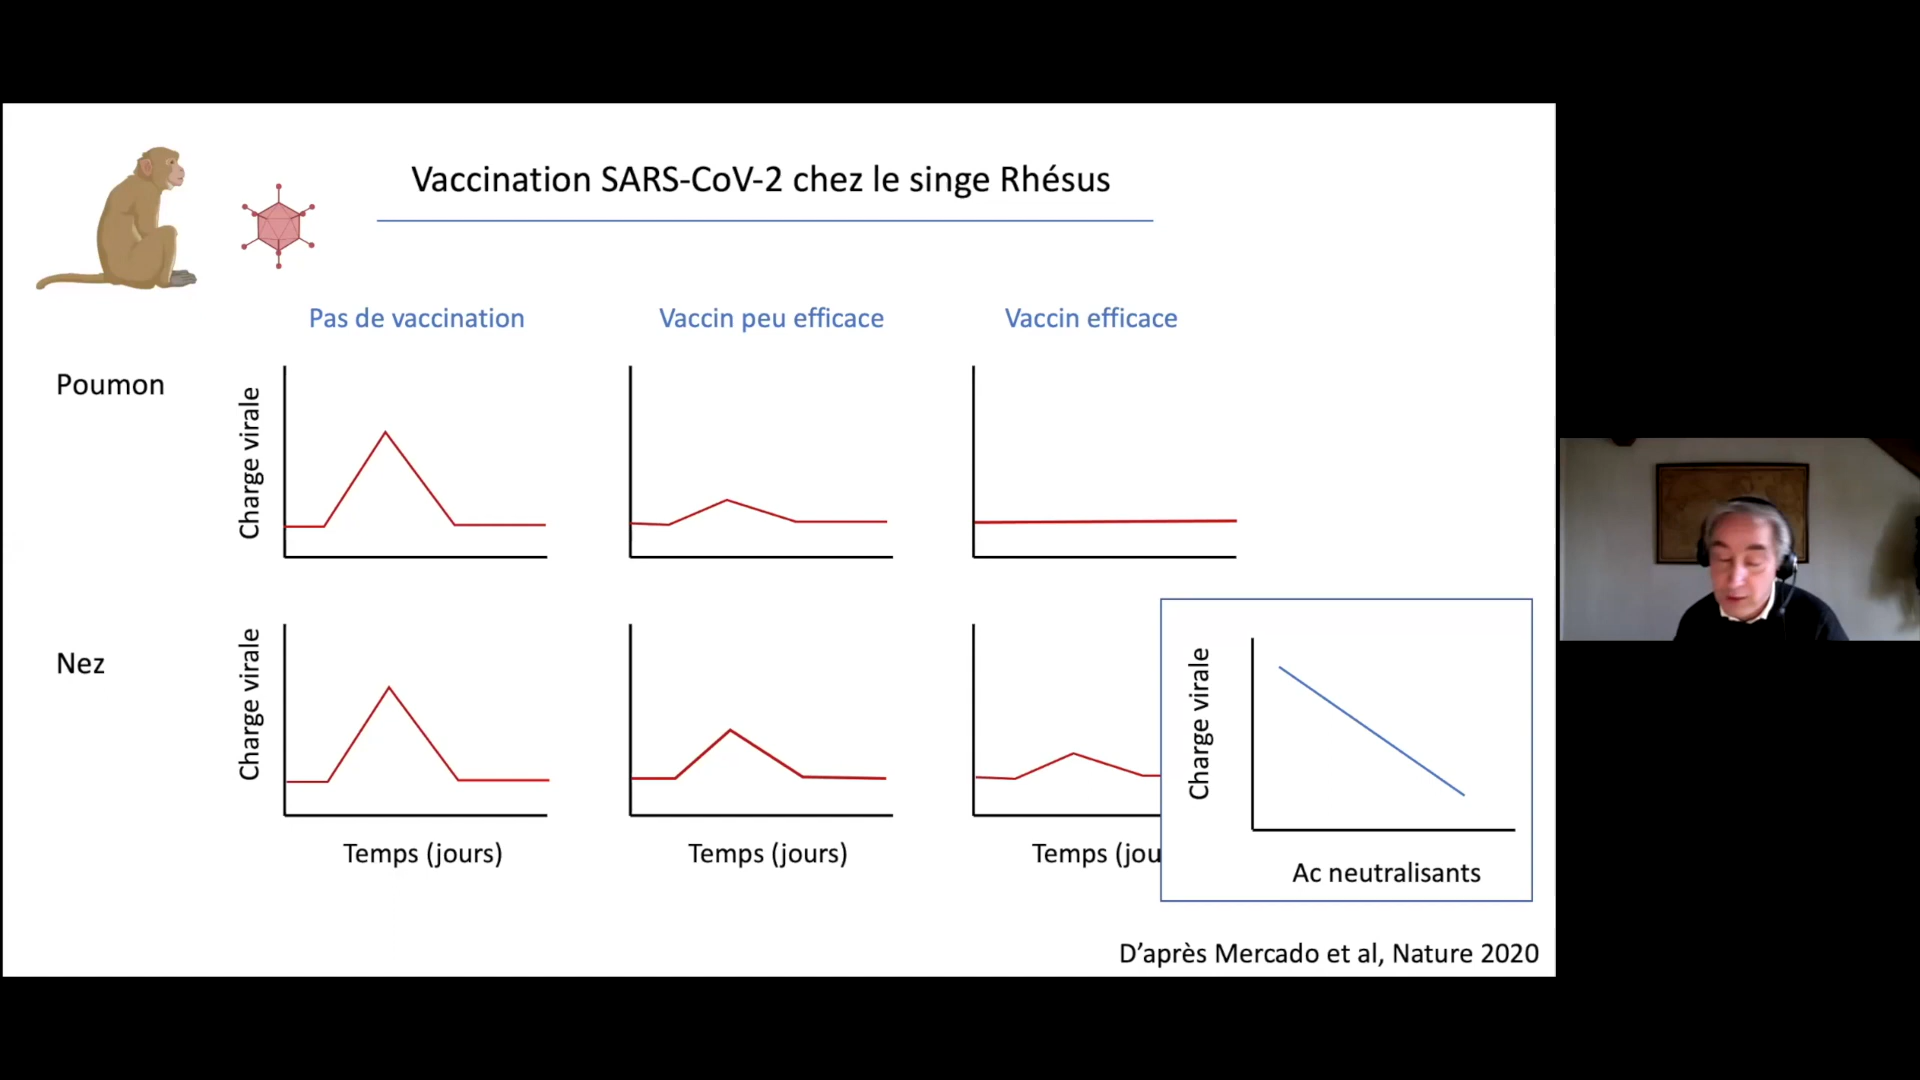 Vaccination SARS-CoV-2 chez le singe Rhésus
Pas de vaccination
Vaccin peu efficace
Vaccin efficace
Poumon
Charge virale
Nez
Charge virale
Charge virale
Temps (jours)
Temps (jours)
Temps (jou
Ac neutralisants
D’après Mercado et al, Nature 2020